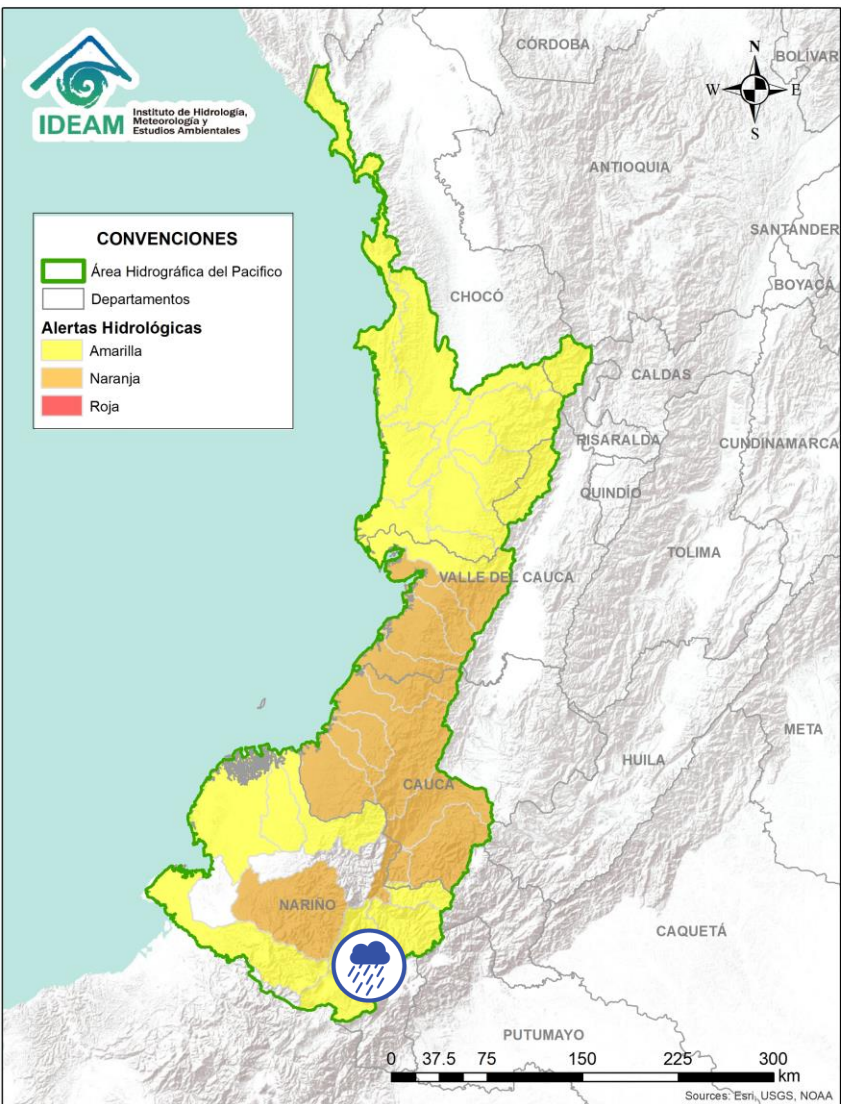 IDEAM
Instituto de Hidrología,
Meteorología y
Estudios Ambientales
CÓRDOBA
BOLÍVAR
N
W
E
S
ANTIOQUIA
SANTANDER
BOYACÁ
CONVENCIONES
Área Hidrográfica del Pacifico
Departamentos
Alertas Hidrológicas
Amarilla
Naranja
Roja
CHOCÓ
CALDAS
RISARALDA
CUNDINAMARCA
QUINDÍO
TOLIMA
VALLE DEL CAUCA
META
HUILA
CAUCA
NARIÑO
CAQUETÁ
PUTUMAYO
0 37.5 75 150 225 300
km
Sources: Esri, USGS, NOAA